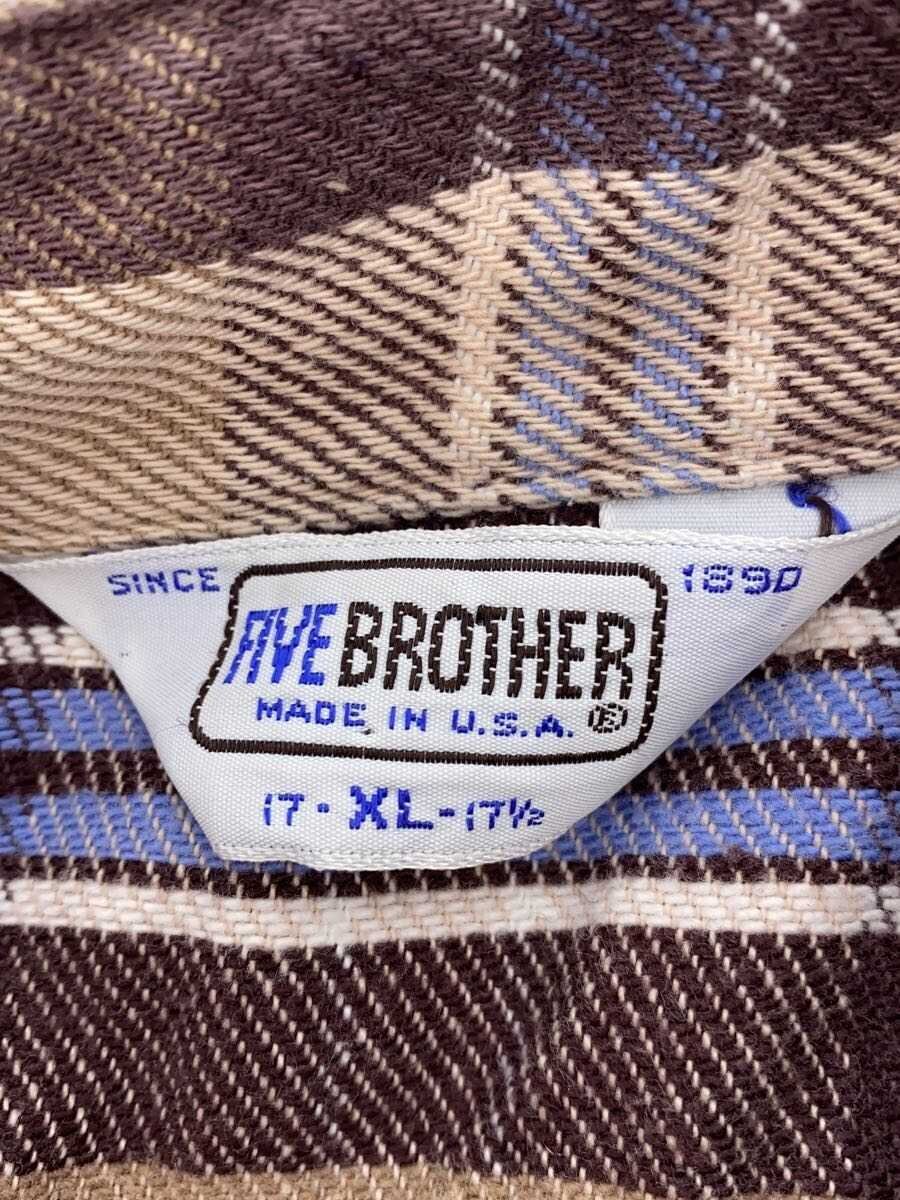 SINCE 1890
FIVE BROTHER
MADE IN U.S.A. ®
17 - XL - 17½